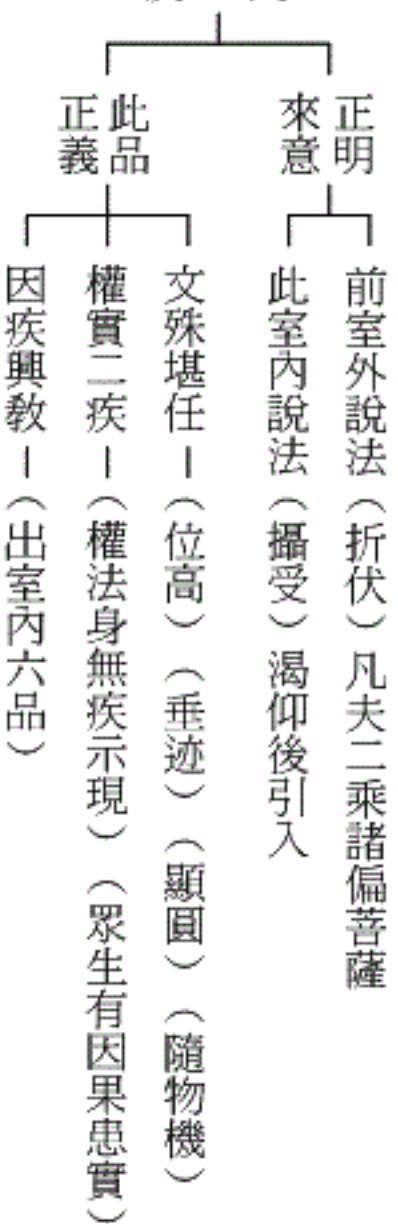 正明
來意
前室外說法（折伏）凡夫二乘諸偏菩薩
此室內說法（攝受）渴仰後引入
此品
正義
文殊堪任－（位高）（垂迹）（顯圓）（隨物機）
權實二疾－（權法身無疾示現）（眾生有因果患實）
因疾興教－（出室內六品）